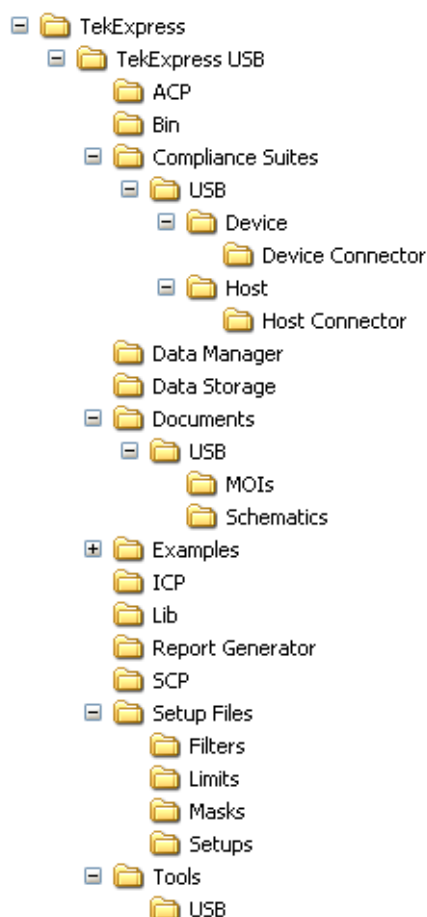 TekExpress
TekExpress USB
ACP
Bin
Compliance Suites
USB
Device
Device Connector
Host
Host Connector
Data Manager
Data Storage
Documents
USB
MOIs
Schematics
Examples
ICP
Lib
Report Generator
SCP
Setup Files
Filters
Limits
Masks
Setups
Tools
USB